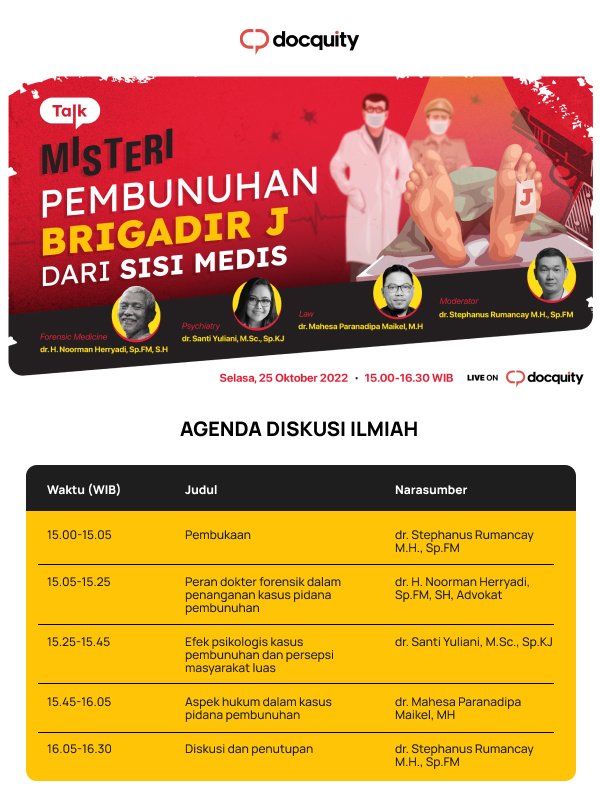 docquity
Talk
MISTERI
PEMBUNUHAN
BRIGADIR J
DARI SISI MEDIS
J
Forensic Medicine
dr. H. Noorman Herryadi, Sp.FM, S.H
Psychiatry
dr. Santi Yuliani, M.Sc., Sp.KJ
Law
dr. Mahesa Paranadipa Maikel, M.H
Moderator
dr. Stephanus Rumancay M.H., Sp.FM
Selasa, 25 Oktober 2022 • 15.00-16.30 WIB LIVE ON docquity
AGENDA DISKUSI ILMIAH
Waktu (WIB) Judul Narasumber
15.00-15.05 Pembukaan dr. Stephanus Rumancay
M.H., Sp.FM
15.05-15.25 Peran dokter forensik dalam dr. H. Noorman Herryadi,
penanganan kasus pidana Sp.FM, SH, Advokat
pembunuhan
15.25-15.45 Efek psikologis kasus dr. Santi Yuliani, M.Sc., Sp.KJ
pembunuhan dan persepsi
masyarakat luas
15.45-16.05 Aspek hukum dalam kasus dr. Mahesa Paranadipa
pidana pembunuhan Maikel, MH
16.05-16.30 Diskusi dan penutupan dr. Stephanus Rumancay
M.H., Sp.FM